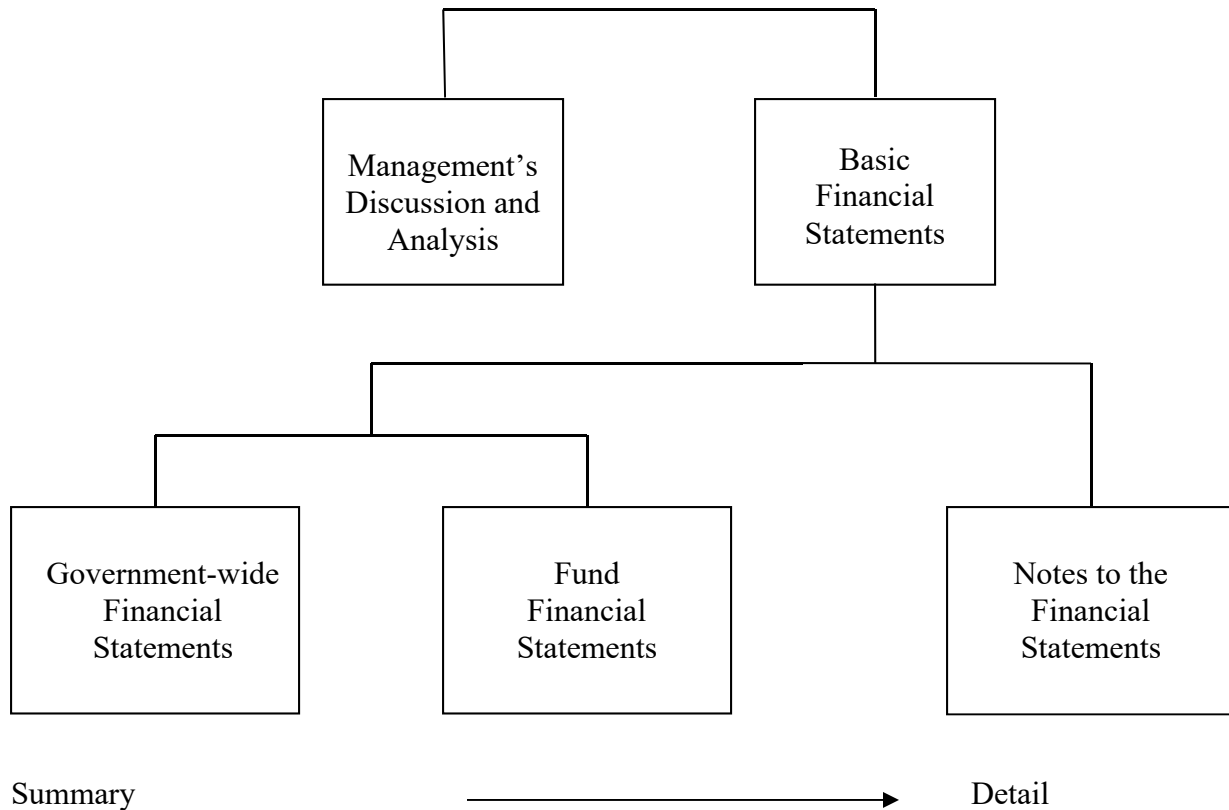 Management’s
Discussion and
Analysis
Basic
Financial
Statements
Government-wide
Financial
Statements
Fund
Financial
Statements
Notes to the
Financial
Statements
Summary
Detail